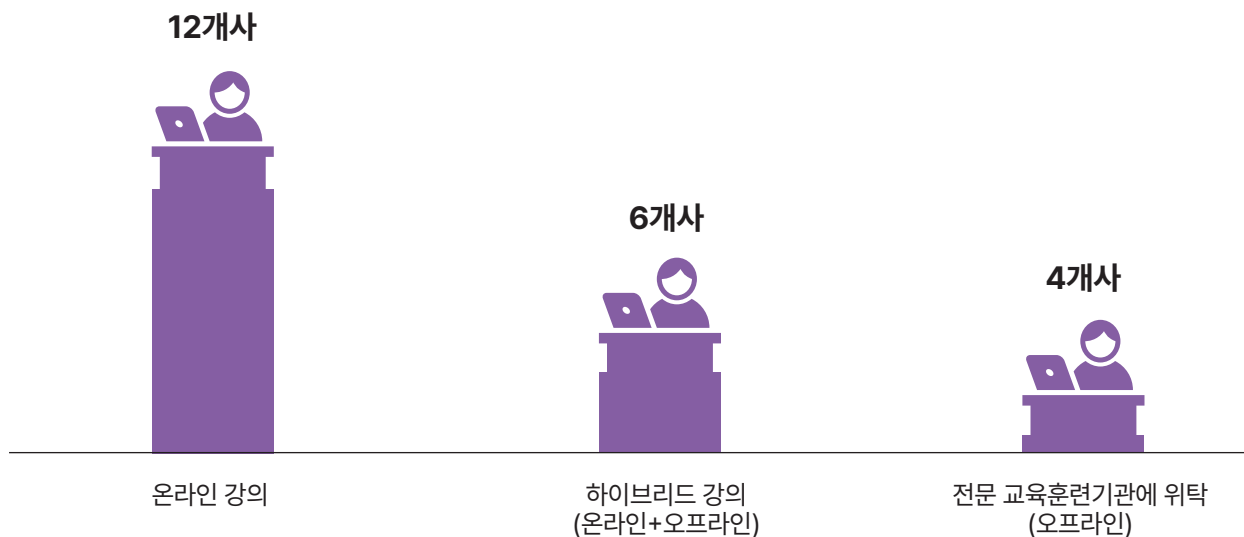 12개사
6개사
4개사
온라인 강의
하이브리드 강의
(온라인+오프라인)
전문 교육훈련기관에 위탁
(오프라인)